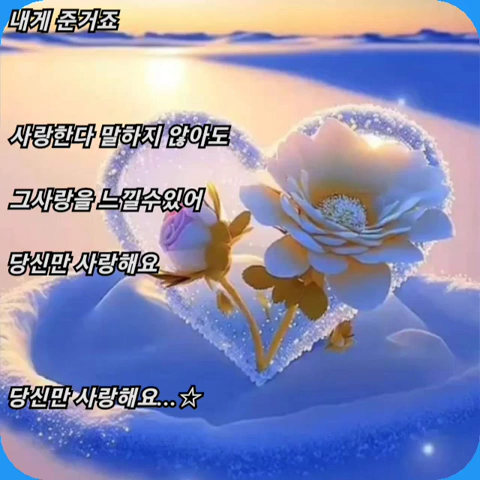 내게 준거죠
사랑한다 말하지 않아도
그사랑을 느낄수있어
당신만 사랑해요
당신만 사랑해요...☆